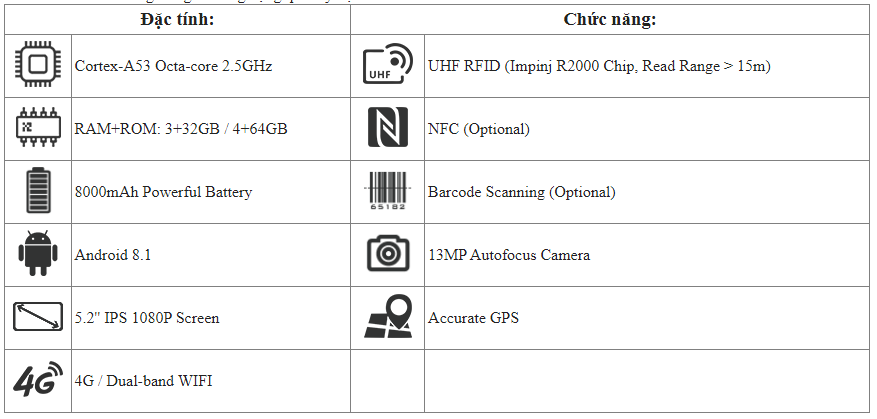 Đặc tính:
Chức năng:
Cortex-A53 Octa-core 2.5GHz
UHF
UHF RFID (Impinj R2000 Chip, Read Range > 15m)
RAM+ROM: 3+32GB / 4+64GB
NFC (Optional)
8000mAh Powerful Battery
65182
Barcode Scanning (Optional)
Android 8.1
13MP Autofocus Camera
5.2" IPS 1080P Screen
Accurate GPS
4G
4G / Dual-band WIFI